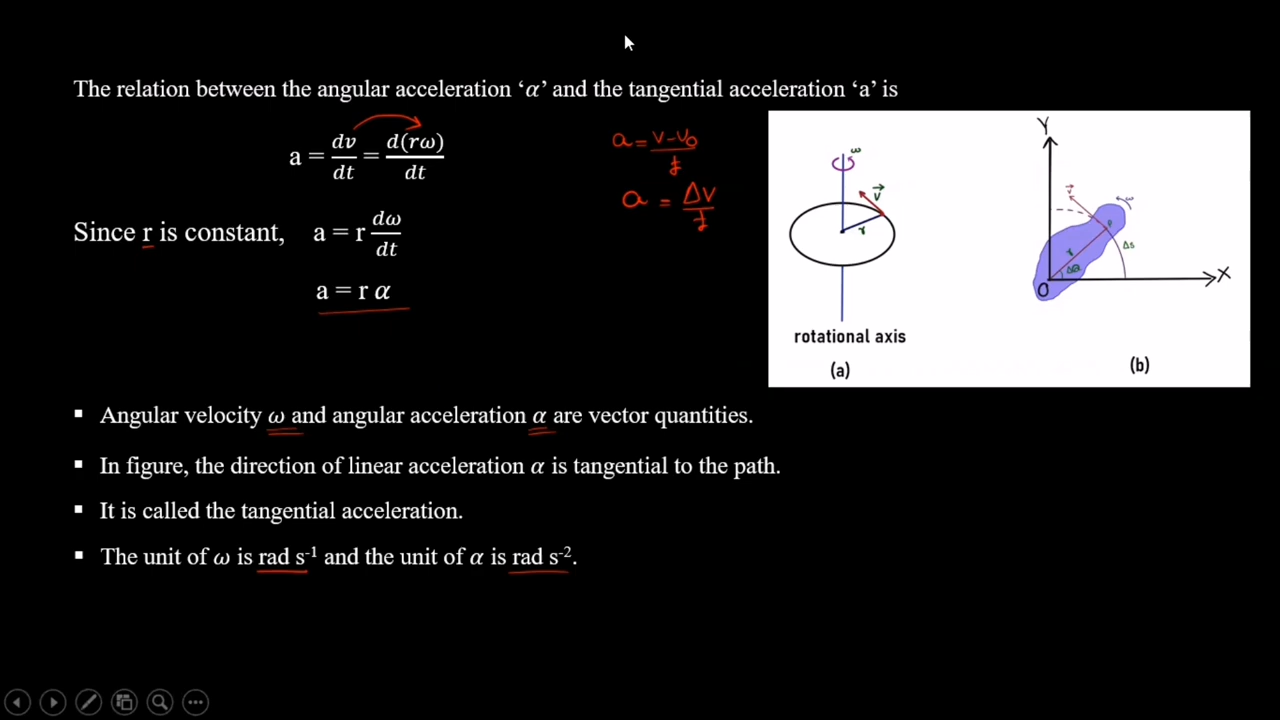 The relation between the angular acceleration ‘α’ and the tangential acceleration ‘a’ is
a = dv/dt = d(rω)/dt
Since r is constant, a = r dω/dt
a = r α
a = v-v₀/t
a = Δv/t
ω
v⃗
r
rotational axis
(a)
Y
v⃗
ω
P
r
Δs
Δθ
O
X
(b)
▪ Angular velocity ω and angular acceleration α are vector quantities.
▪ In figure, the direction of linear acceleration α is tangential to the path.
▪ It is called the tangential acceleration.
▪ The unit of ω is rad s⁻¹ and the unit of α is rad s⁻².